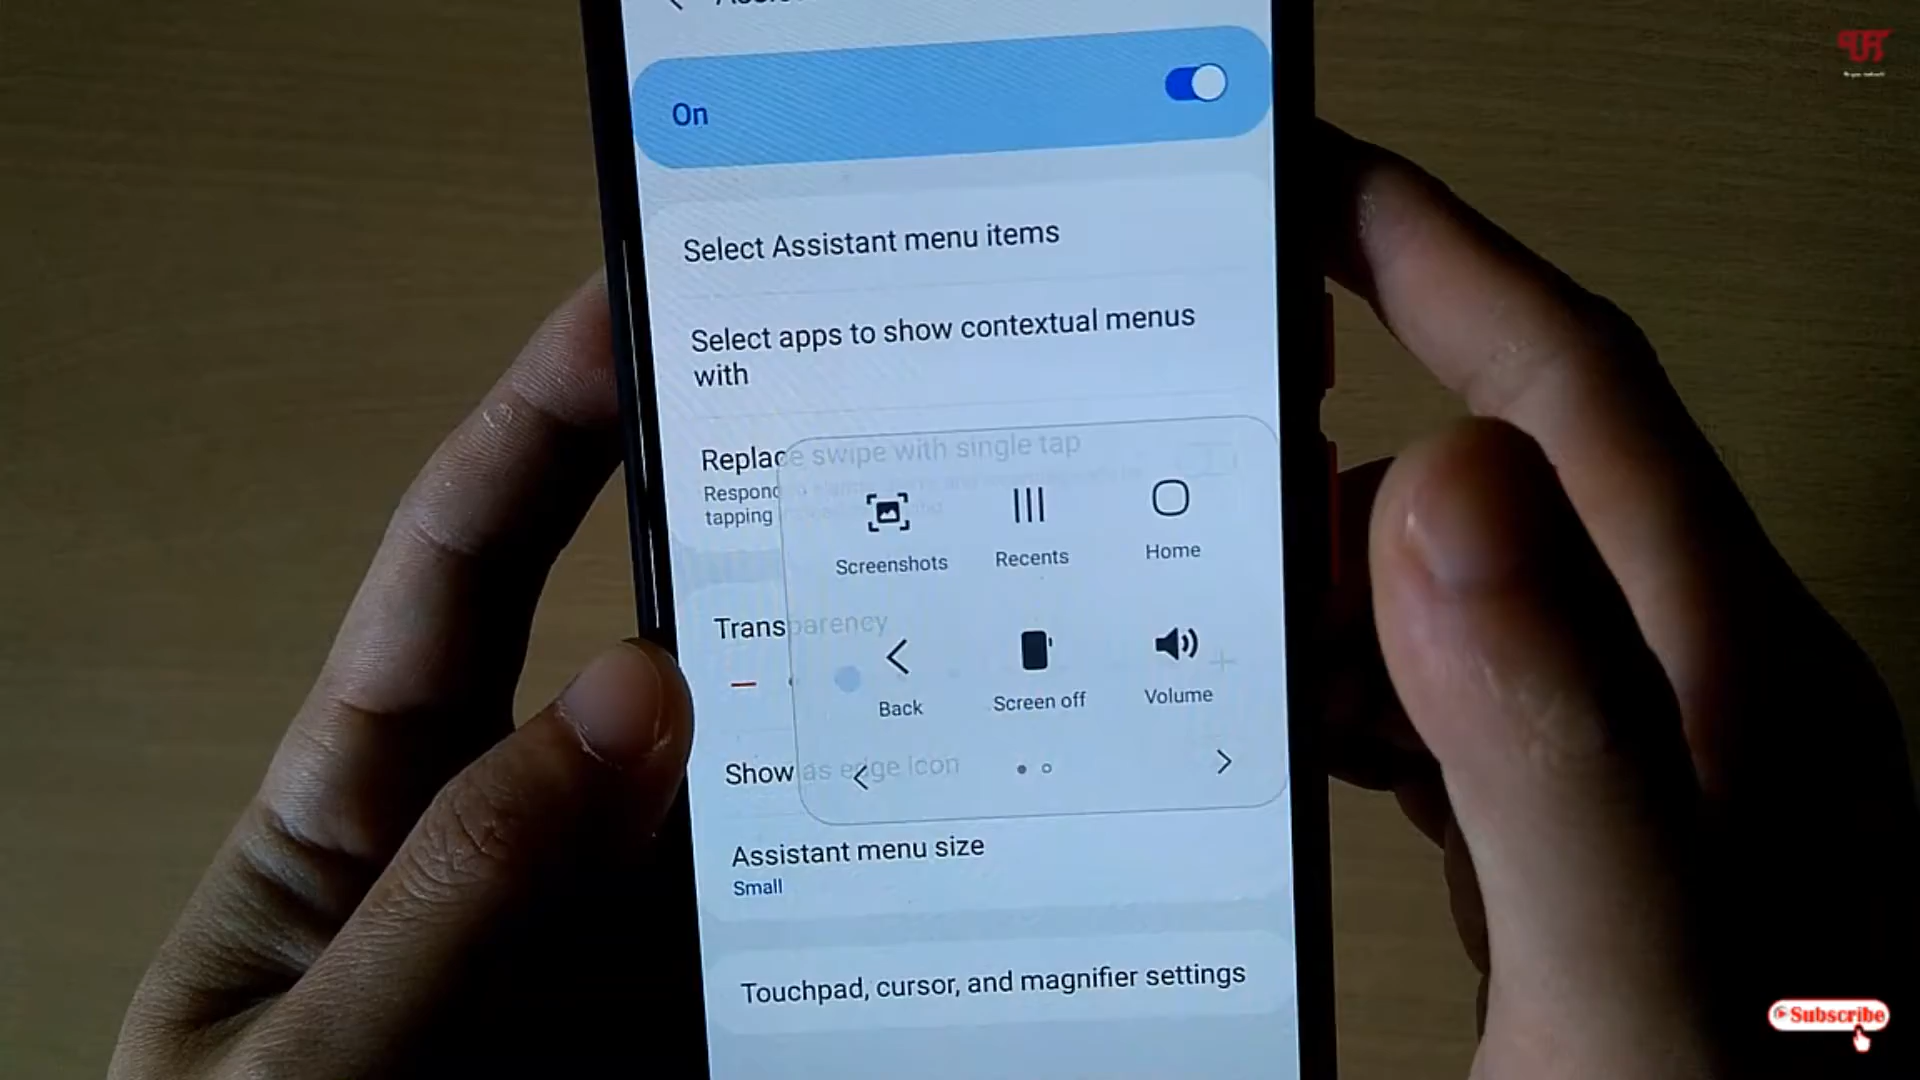 On
Select Assistant menu items
Select apps to show contextual menus
with
Replace swipe with single tap
Respond
tapping
Screenshots
Recents
Home
Transparency
Back
Screen off
Volume
Show as edge icon
Assistant menu size
Small
Touchpad, cursor, and magnifier settings
Subscribe